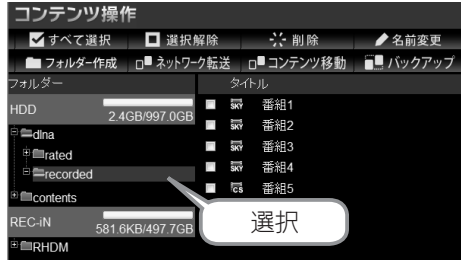 コンテンツ操作
すべて選択 選択解除 削除 名前変更
フォルダー作成 ネットワーク転送 コンテンツ移動 バックアップ
フォルダー タイトル
HDD 2.4GB/997.0GB
dlna
rated
recorded
contents
REC-iN 581.6KB/497.7GB
RHDM
SKY 番組1
SKY 番組2
SKY 番組3
SKY 番組4
CS 番組5
選択